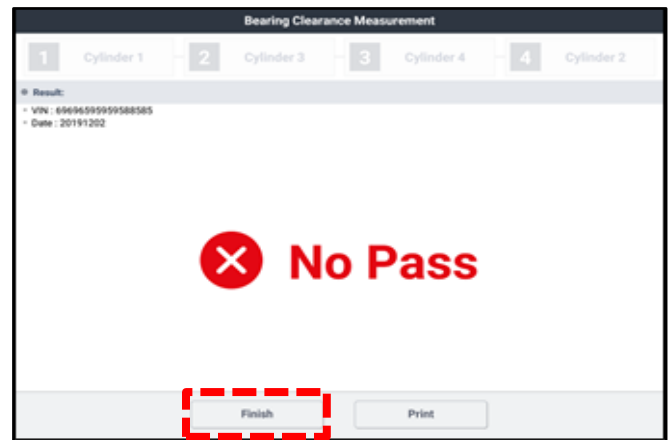 Bearing Clearance Measurement
1 Cylinder 1 2 Cylinder 3 3 Cylinder 4 4 Cylinder 2
Result:
VIN : 69696595959588585
Date : 20191202
No Pass
Finish Print